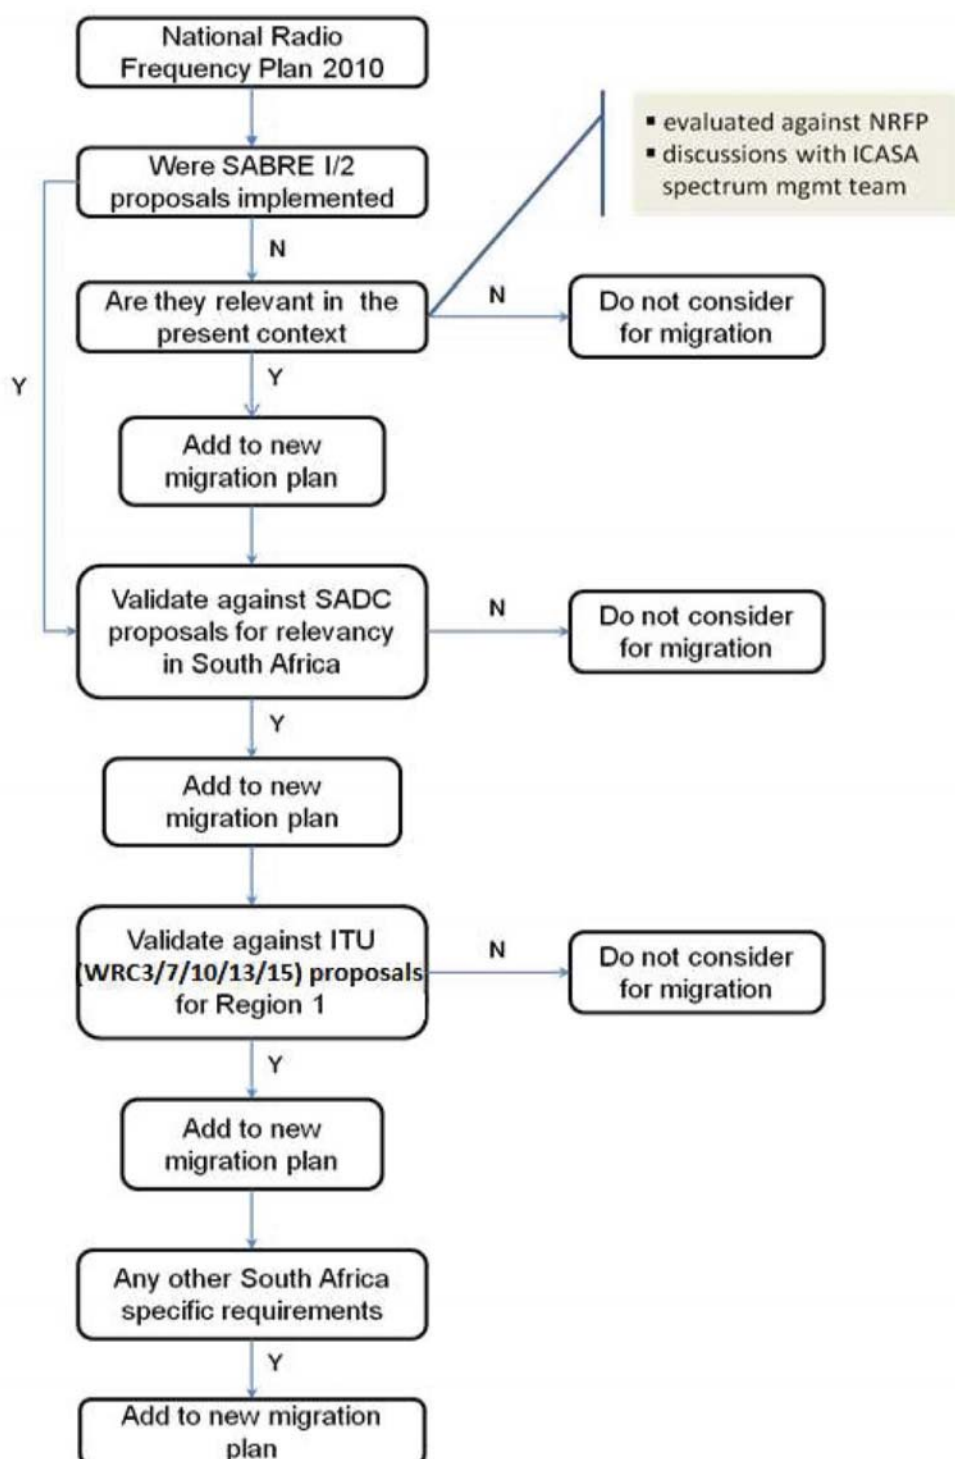 National Radio
Frequency Plan 2010
▪ evaluated against NRFP
▪ discussions with ICASA
spectrum mgmt team
Were SABRE I/2
proposals implemented
N
Are they relevant in the
present context
N
Do not consider
for migration
Y
Y
Add to new
migration plan
Validate against SADC
proposals for relevancy
in South Africa
N
Do not consider
for migration
Y
Add to new
migration plan
Validate against ITU
(WRC3/7/10/13/15) proposals
for Region 1
N
Do not consider
for migration
Y
Add to new
migration plan
Any other South Africa
specific requirements
Y
Add to new migration
plan